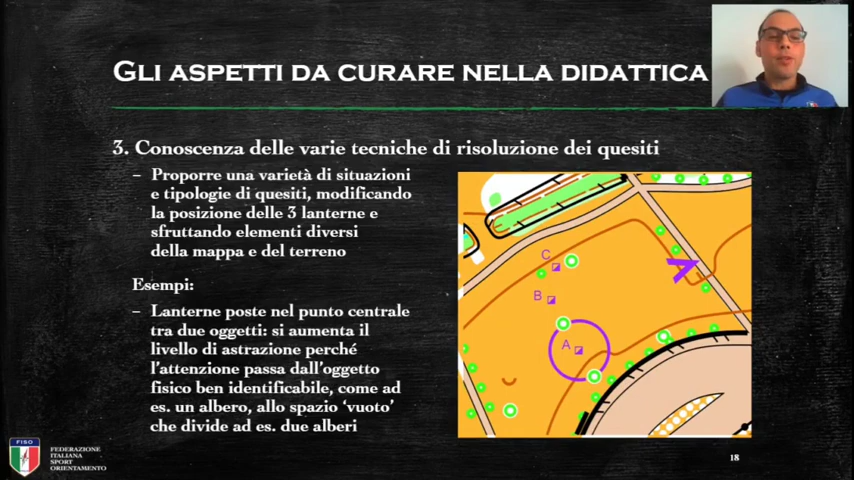 GLI ASPETTI DA CURARE NELLA DIDATTICA
3. Conoscenza delle varie tecniche di risoluzione dei quesiti
– Proporre una varietà di situazioni
e tipologie di quesiti, modificando
la posizione delle 3 lanterne e
sfruttando elementi diversi
della mappa e del terreno
Esempi:
– Lanterne poste nel punto centrale
tra due oggetti: si aumenta il
livello di astrazione perché
l'attenzione passa dall'oggetto
fisico ben identificabile, come ad
es. un albero, allo spazio 'vuoto'
che divide ad es. due alberi
C
B
A
FISO
FEDERAZIONE
ITALIANA
SPORT
ORIENTAMENTO
18